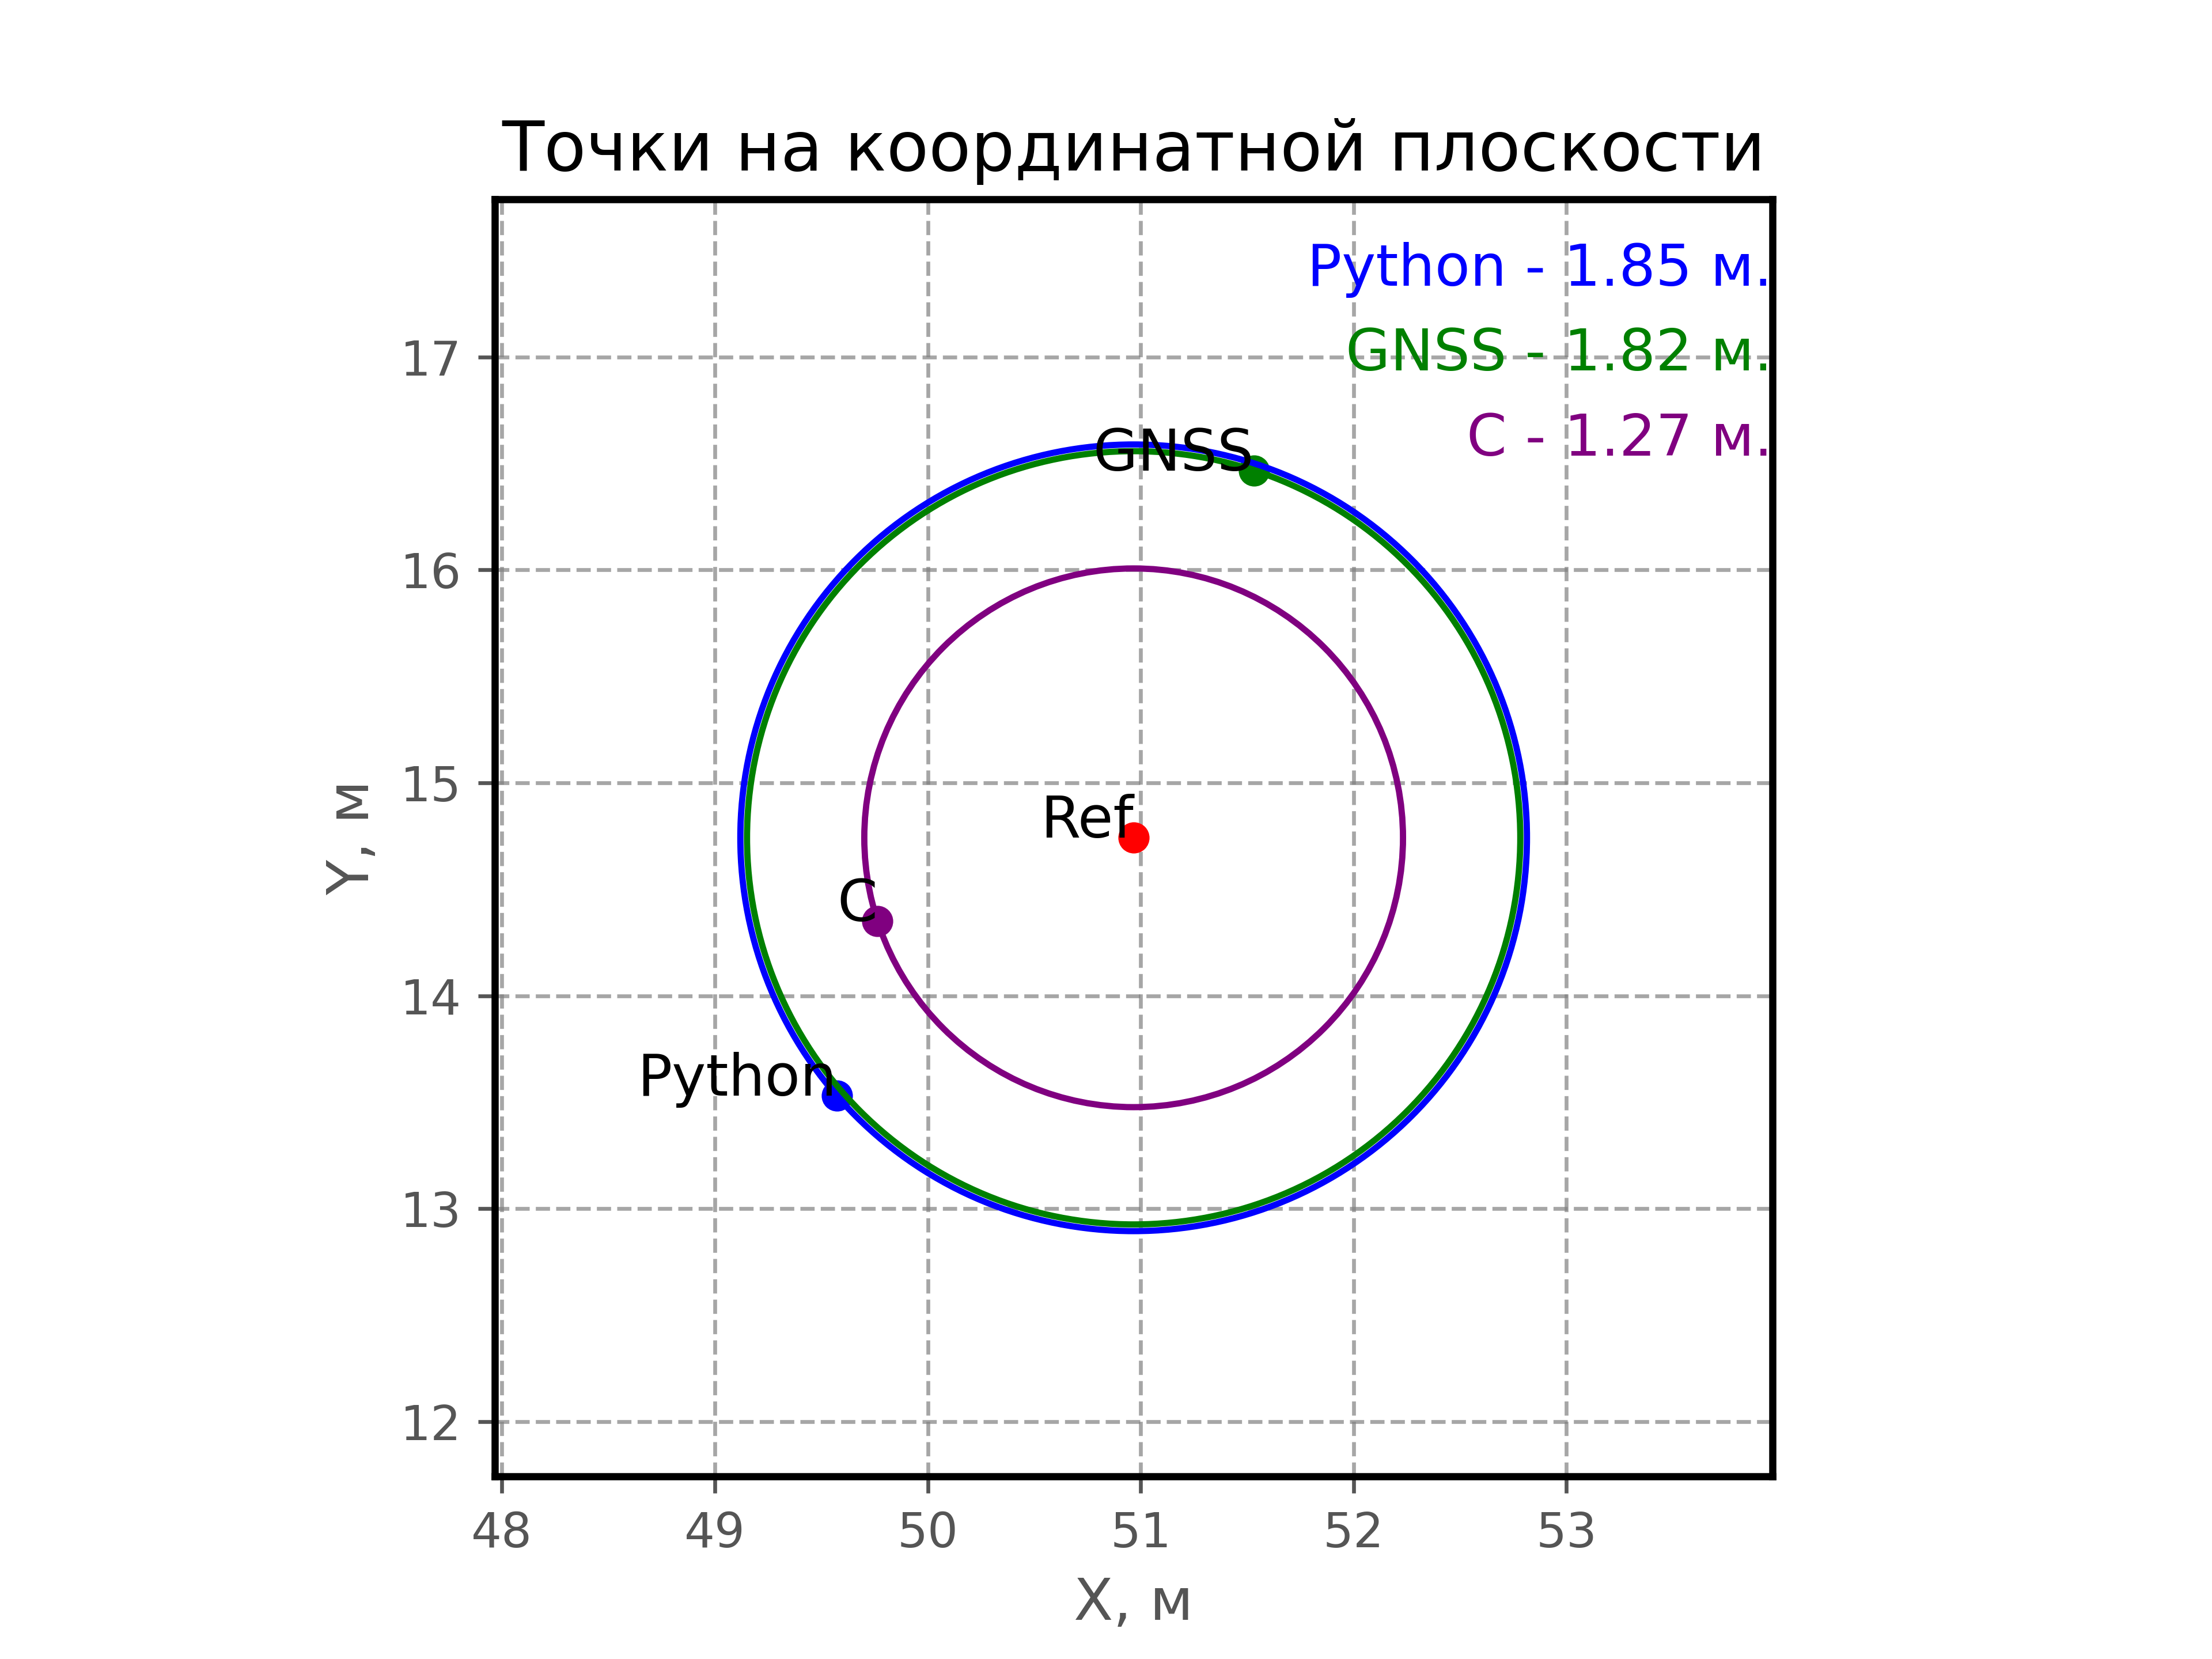 Точки на координатной плоскости
Python - 1.85 м.
GNSS - 1.82 м.
C - 1.27 м.
GNSS
Ref
C
Python
Y, м
17
16
15
14
13
12
48 49 50 51 52 53
X, м